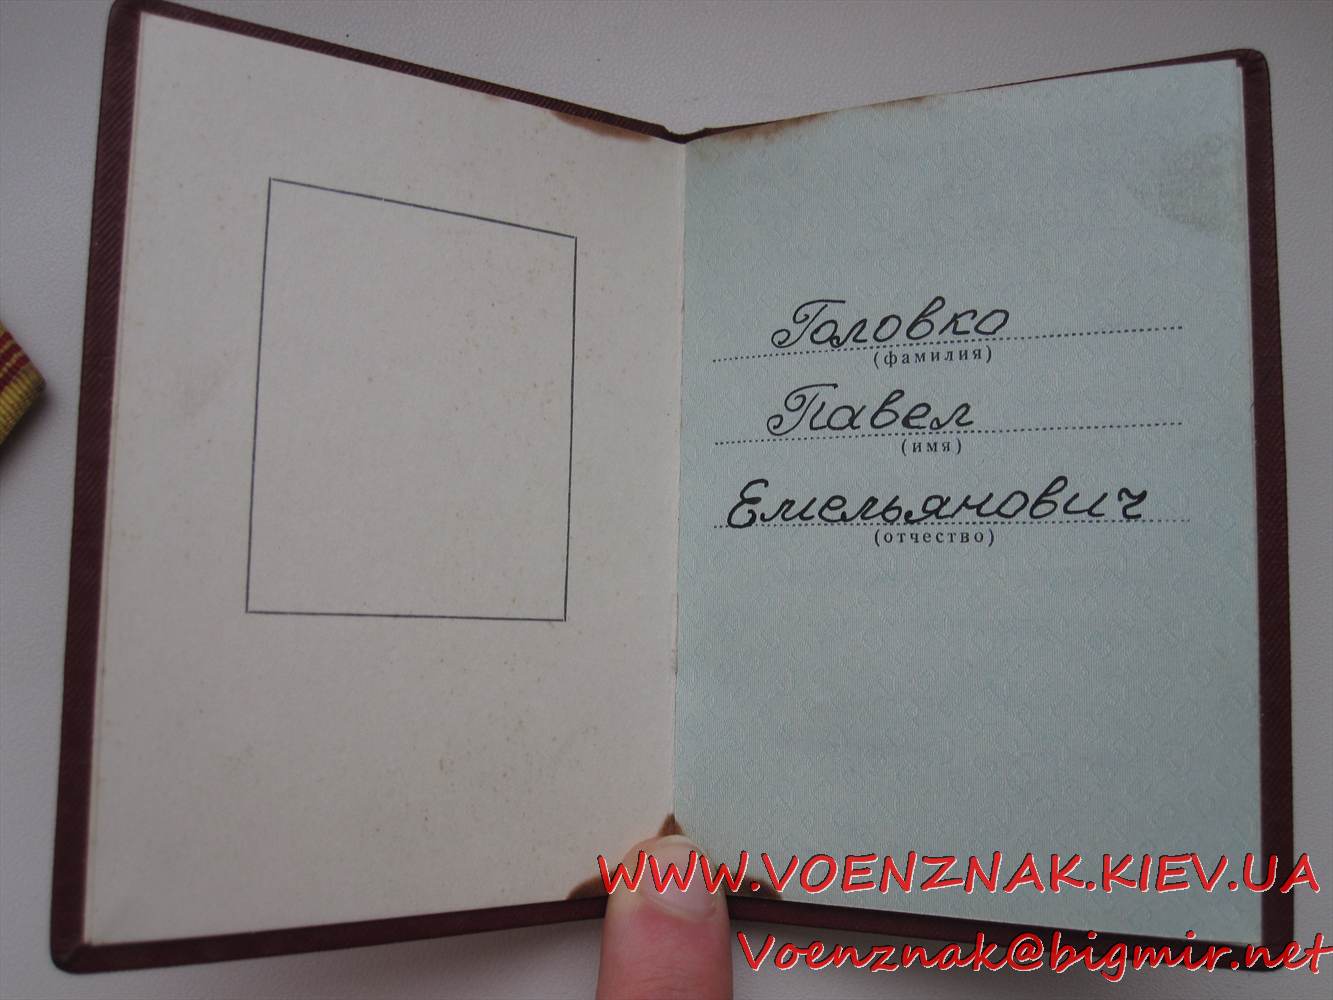 Головко
(фамилия)
Павел
(имя)
Емельянович
(отчество)
WWW.VOENZNAK.KIEV.UA
Voenznak@bigmir.net